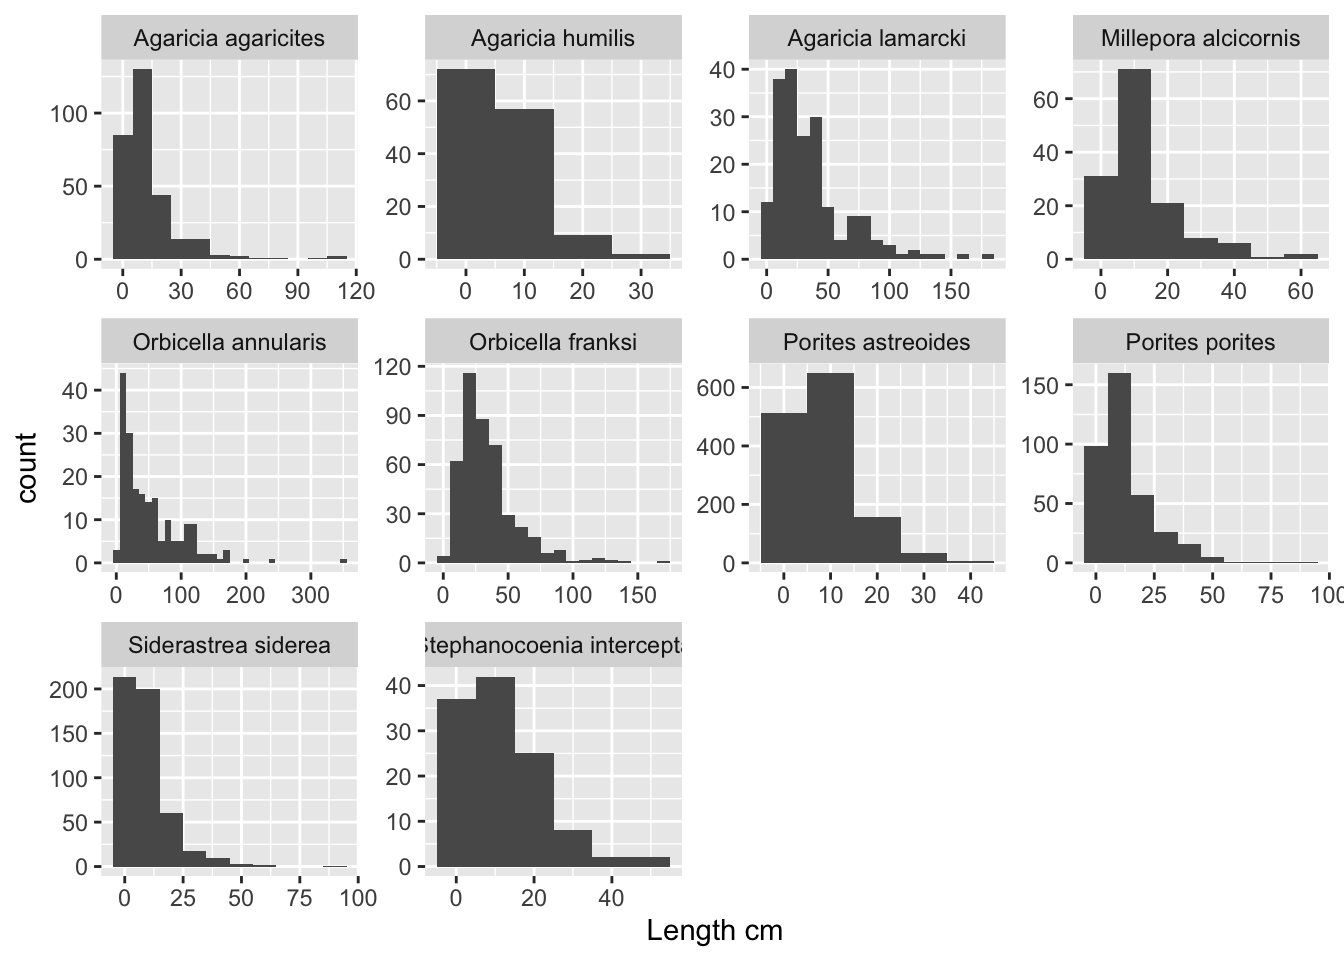 Agaricia agaricites
Agaricia humilis
Agaricia lamarcki
Millepora alcicornis
100
50
0
0 30 60 90 120
60
40
20
0
0 10 20 30
40
30
20
10
0
0 50 100 150
60
40
20
0
0 20 40 60
Orbicella annularis
Orbicella franksi
Porites astreoides
Porites porites
40
30
20
10
0
0 100 200 300
120
90
60
30
0
0 50 100 150
600
400
200
0
0 10 20 30 40
150
100
50
0
0 25 50 75 100
Siderastrea siderea
Stephanocoenia intercepta
200
150
100
50
0
0 25 50 75 100
40
30
20
10
0
0 20 40
count
Length cm